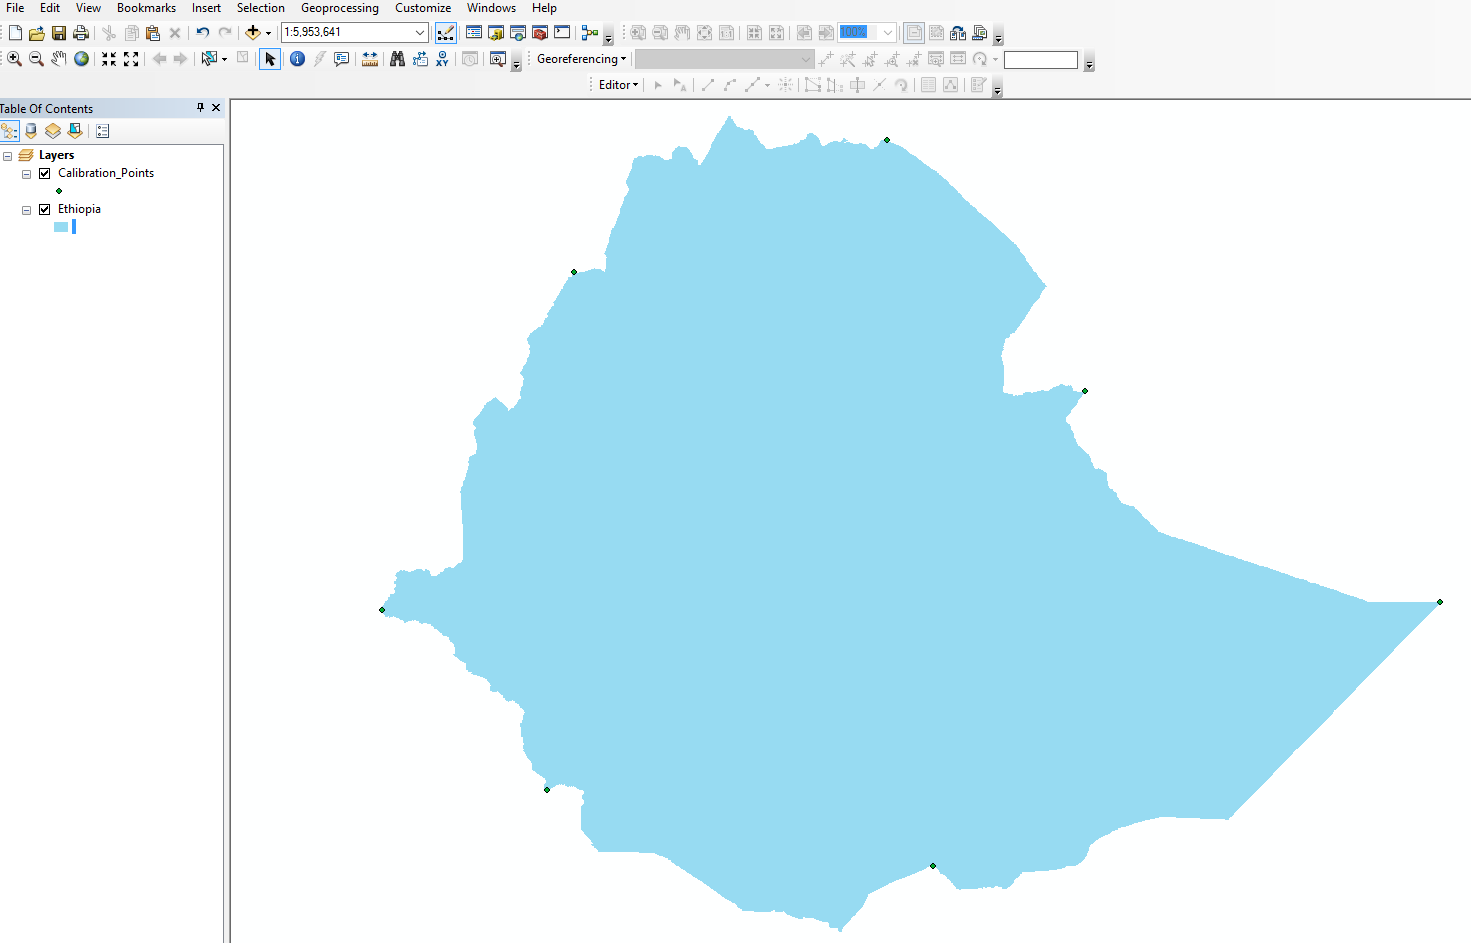 File Edit View Bookmarks Insert Selection Geoprocessing Customize Windows Help
1:5,953,641 100%
Georeferencing
Editor
Table Of Contents
Layers
Calibration_Points
Ethiopia